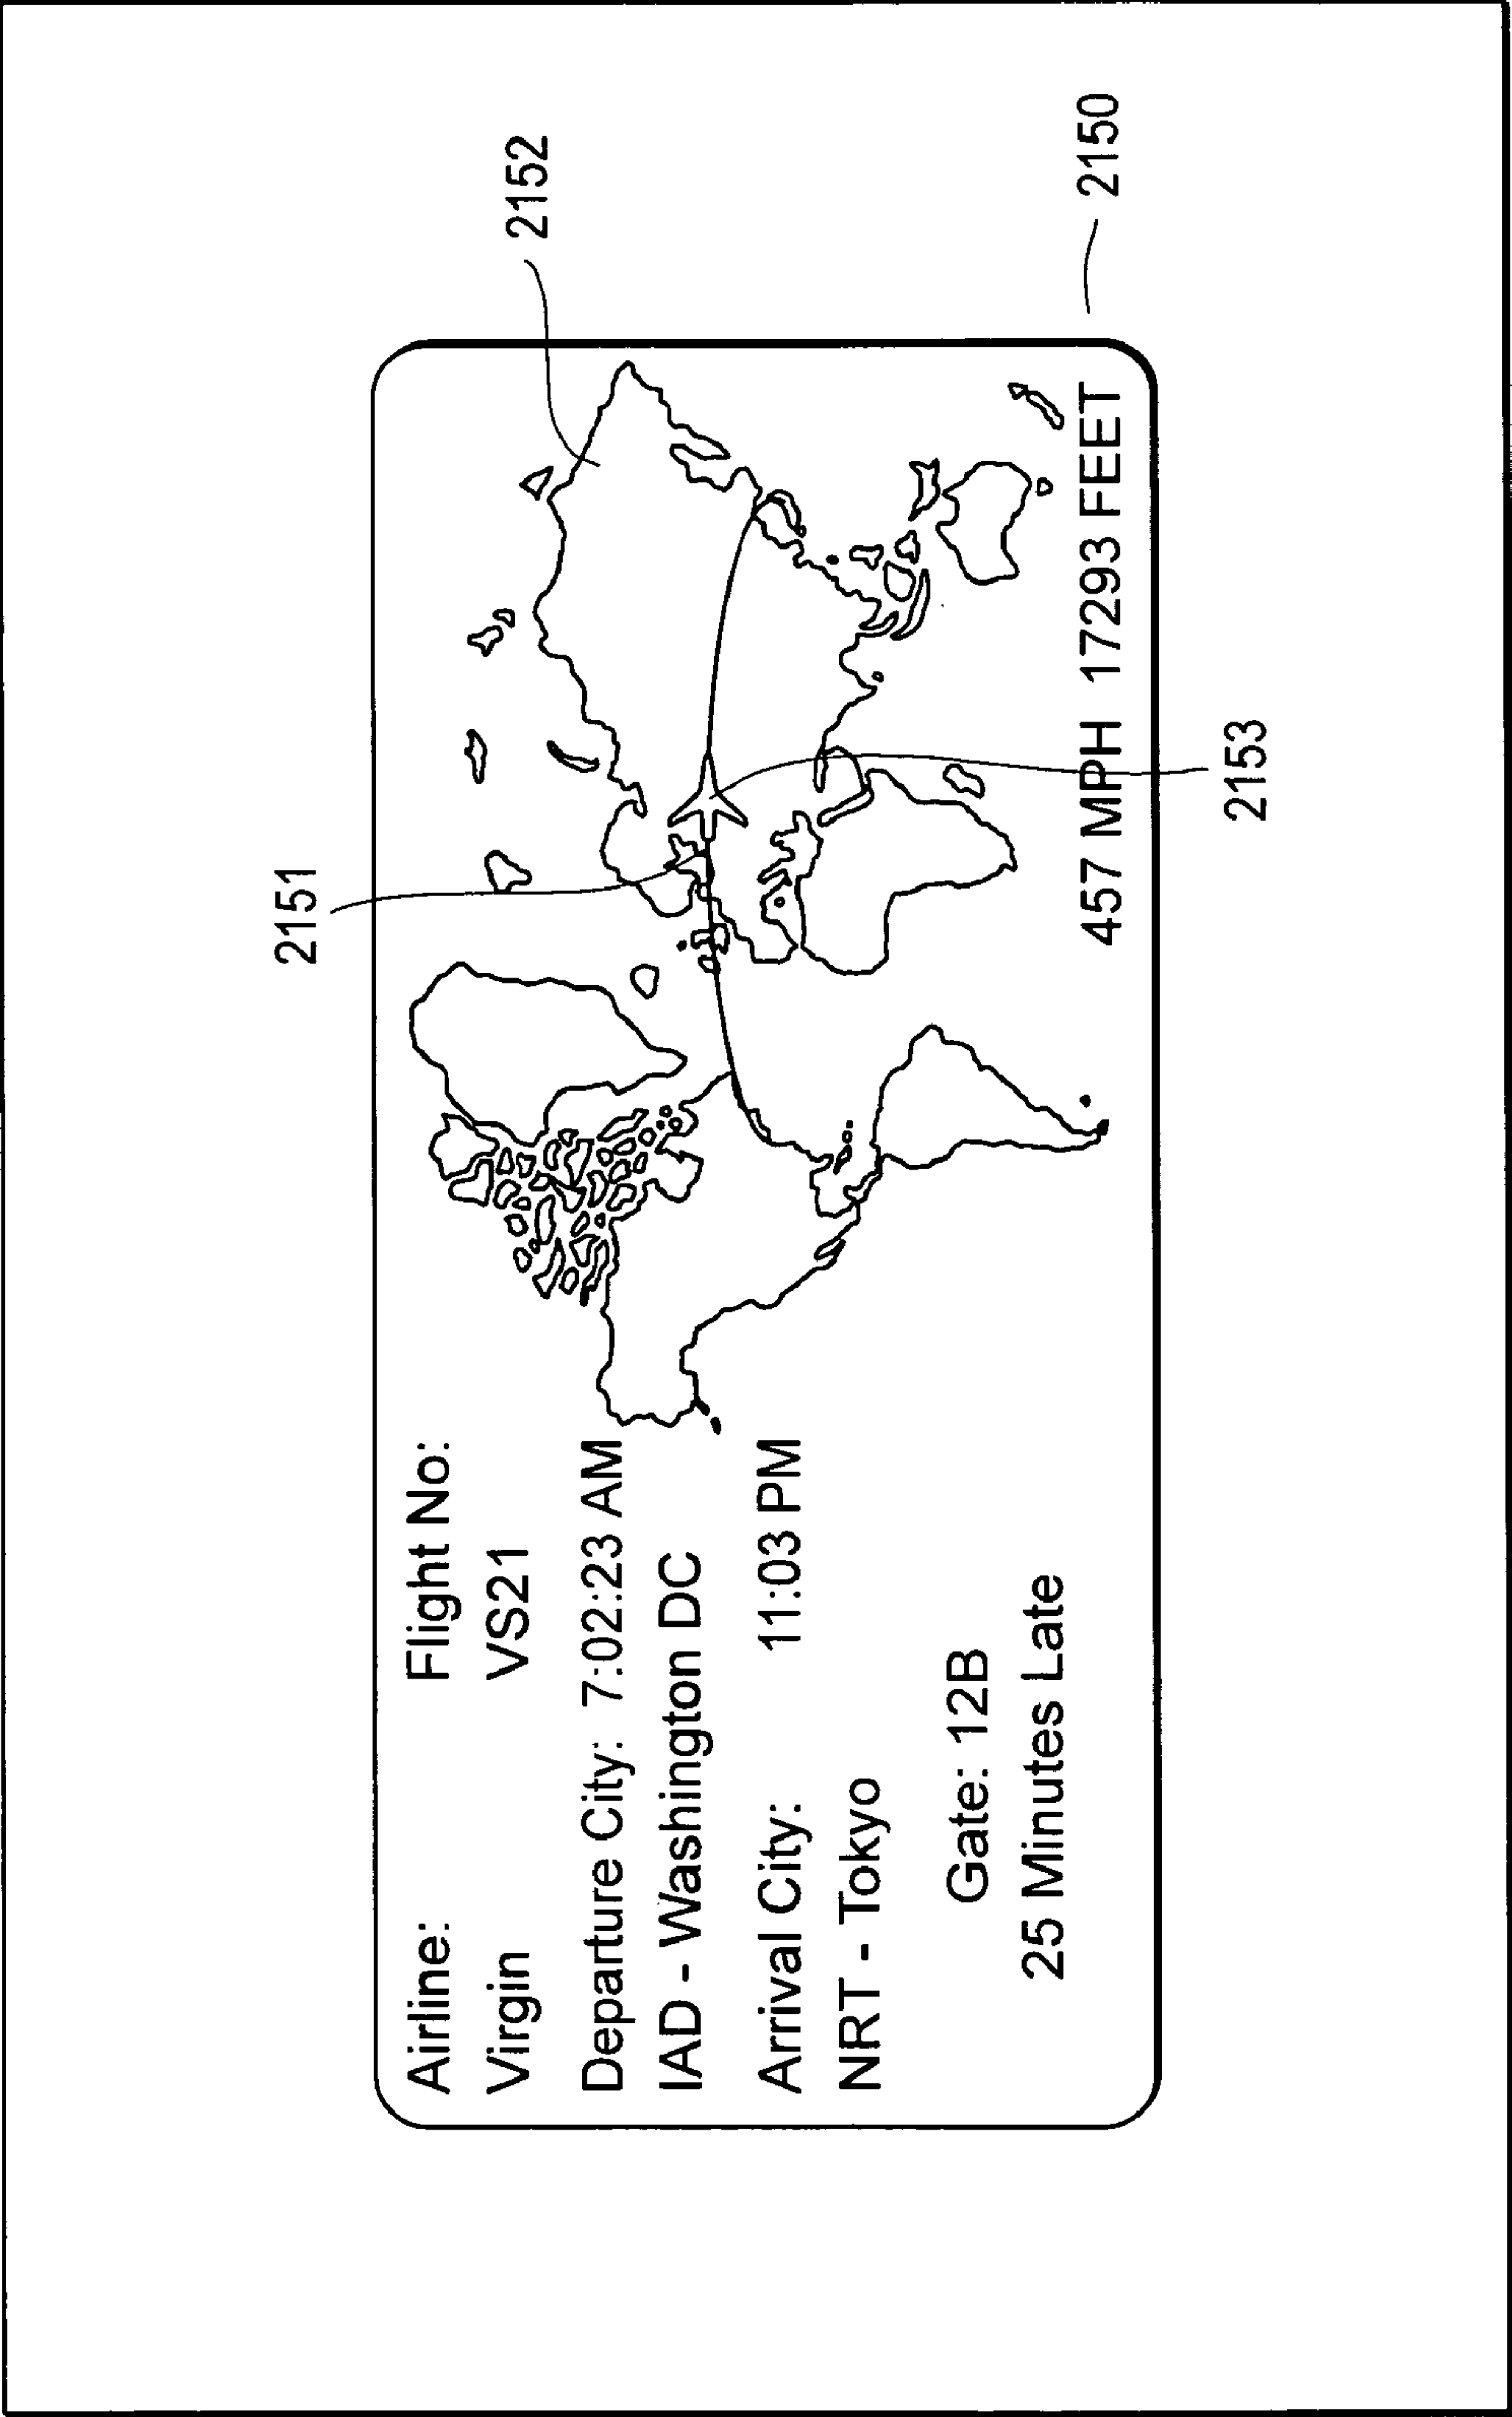 Airline: Flight No:
Virgin VS21
Departure City: 7:02:23 AM
IAD - Washington DC
Arrival City: 11:03 PM
NRT - Tokyo
Gate: 12B
25 Minutes Late
457 MPH 17293 FEET
2151
2152
2153
2150